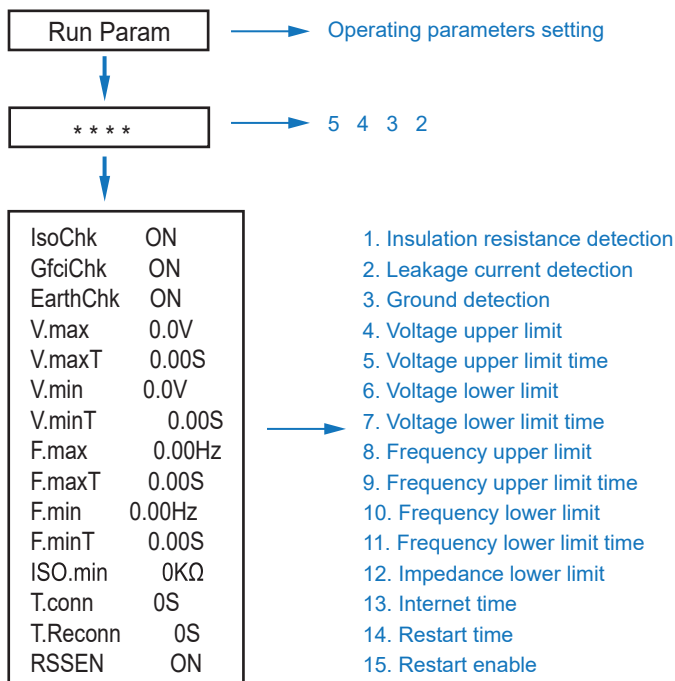 Run Param Operating parameters setting
**** 5 4 3 2
IsoChk ON 1. Insulation resistance detection
GfciChk ON 2. Leakage current detection
EarthChk ON 3. Ground detection
V.max 0.0V 4. Voltage upper limit
V.maxT 0.00S 5. Voltage upper limit time
V.min 0.0V 6. Voltage lower limit
V.minT 0.00S 7. Voltage lower limit time
F.max 0.00Hz 8. Frequency upper limit
F.maxT 0.00S 9. Frequency upper limit time
F.min 0.00Hz 10. Frequency lower limit
F.minT 0.00S 11. Frequency lower limit time
ISO.min 0KΩ 12. Impedance lower limit
T.conn 0S 13. Internet time
T.Reconn 0S 14. Restart time
RSSEN ON 15. Restart enable